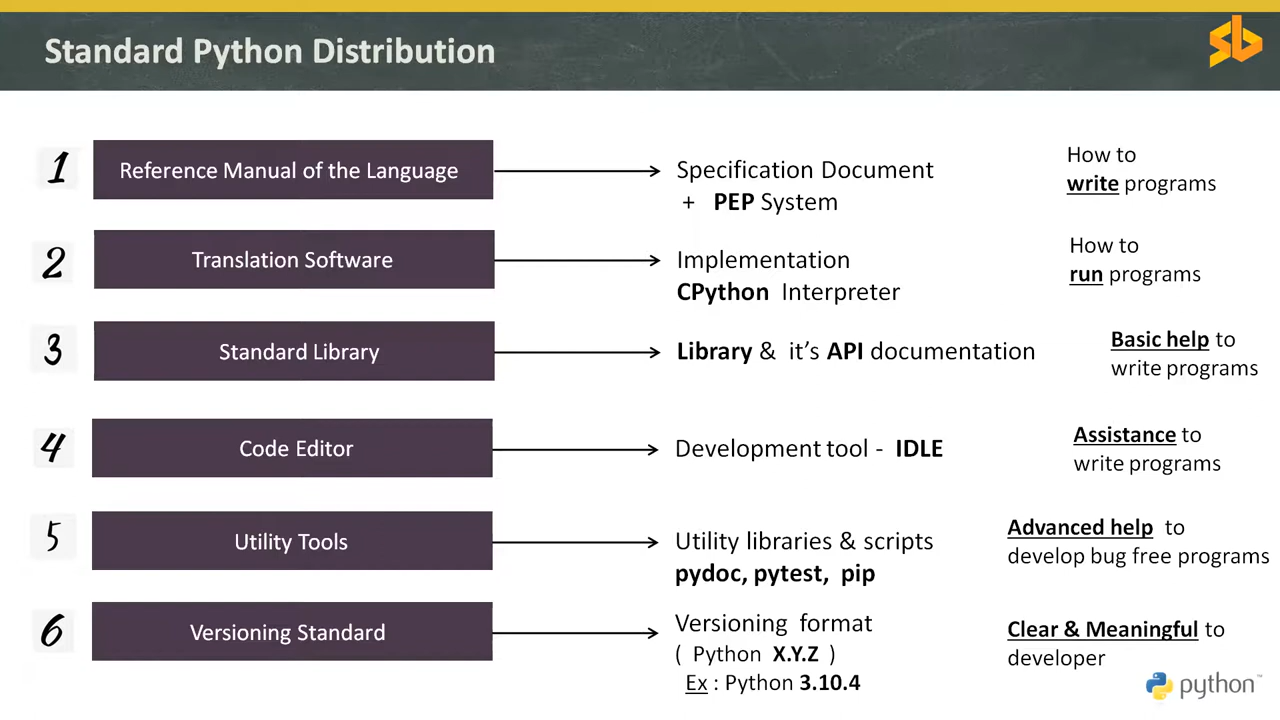 Standard Python Distribution
sb
1
Reference Manual of the Language
Specification Document
+ PEP System
How to
write programs
2
Translation Software
Implementation
CPython Interpreter
How to
run programs
3
Standard Library
Library & it's API documentation
Basic help to
write programs
4
Code Editor
Development tool - IDLE
Assistance to
write programs
5
Utility Tools
Utility libraries & scripts
pydoc, pytest, pip
Advanced help to
develop bug free programs
6
Versioning Standard
Versioning format
( Python X.Y.Z )
Ex : Python 3.10.4
Clear & Meaningful to
developer
python™